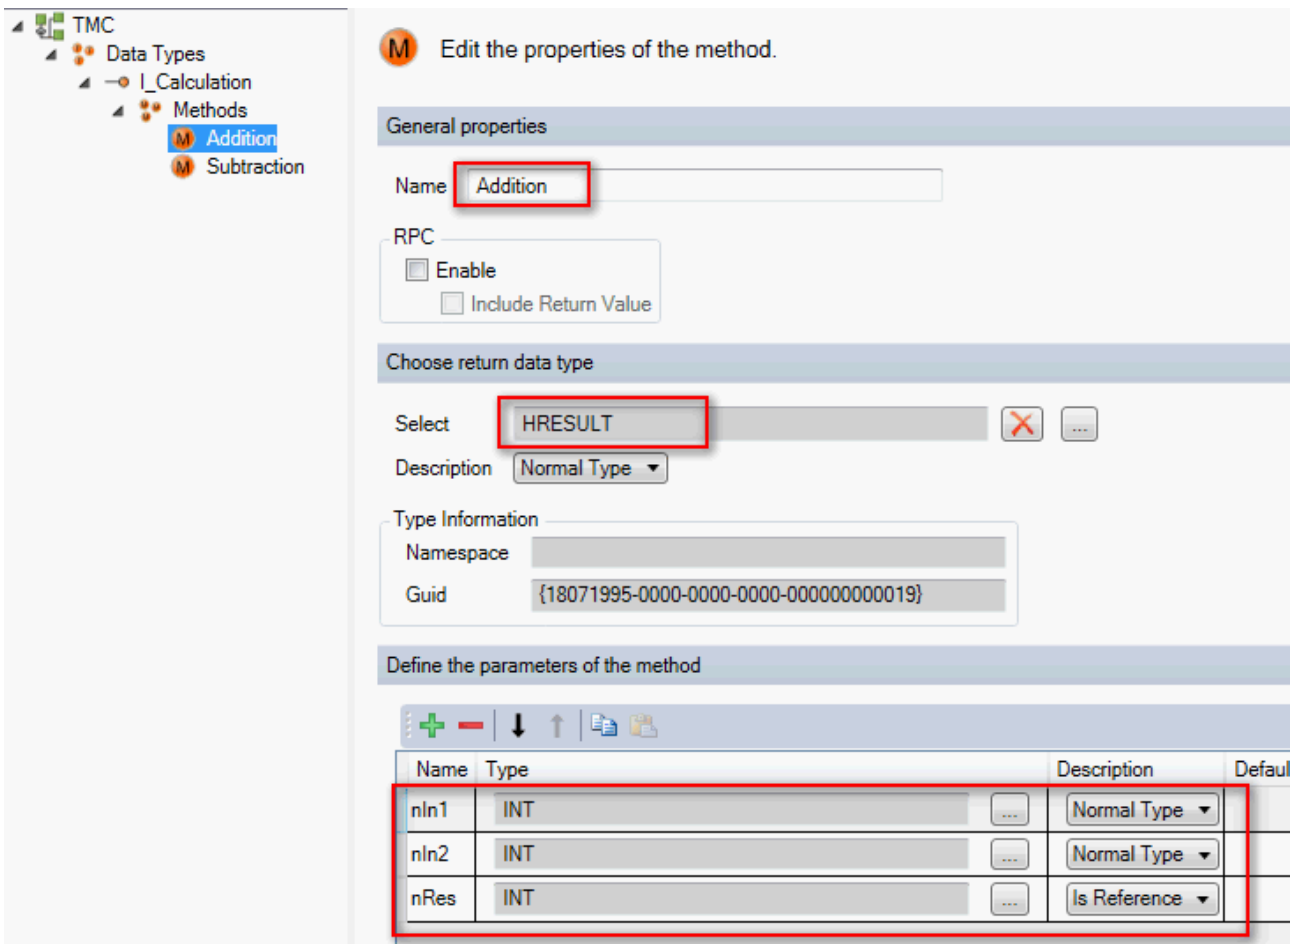 TMC
Data Types
I_Calculation
Methods
M Addition
M Subtraction
M Edit the properties of the method.
General properties
Name Addition
RPC
Enable
Include Return Value
Choose return data type
Select HRESULT ...
Description Normal Type
Type Information
Namespace
Guid {18071995-0000-0000-0000-000000000019}
Define the parameters of the method
Name Type Description Defaul
nIn1 INT ... Normal Type
nIn2 INT ... Normal Type
nRes INT ... Is Reference